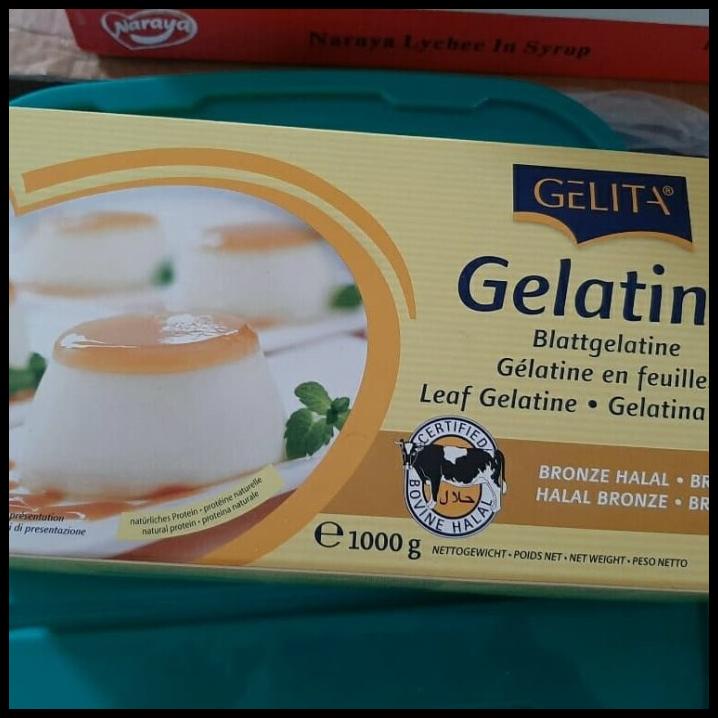 Naraya
Naraya Lychee In Syrup
GELITA®
Gelatin
Blattgelatine
Gélatine en feuille
Leaf Gelatine • Gelatina
CERTIFIED
حلال
BOVINE HALAL
BRONZE HALAL • BR
HALAL BRONZE • BR
présentation
i di presentazione
natürliches Protein • protéine naturelle
natural protein • proteina naturale
e 1000 g
NETTOGEWICHT • POIDS NET • NET WEIGHT • PESO NETTO